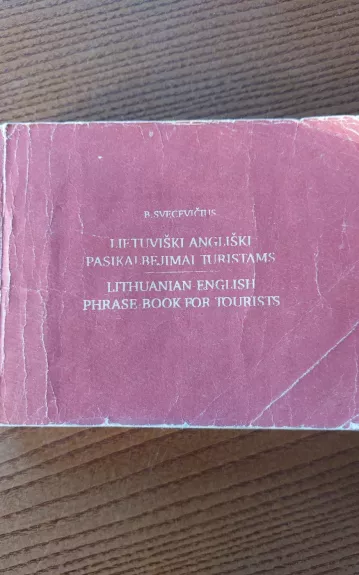 B. SVECEVIČIUS
LIETUVIŠKI ANGLIŠKI
PASIKALBĖJIMAI TURISTAMS
LITHUANIAN ENGLISH
PHRASE BOOK FOR TOURISTS